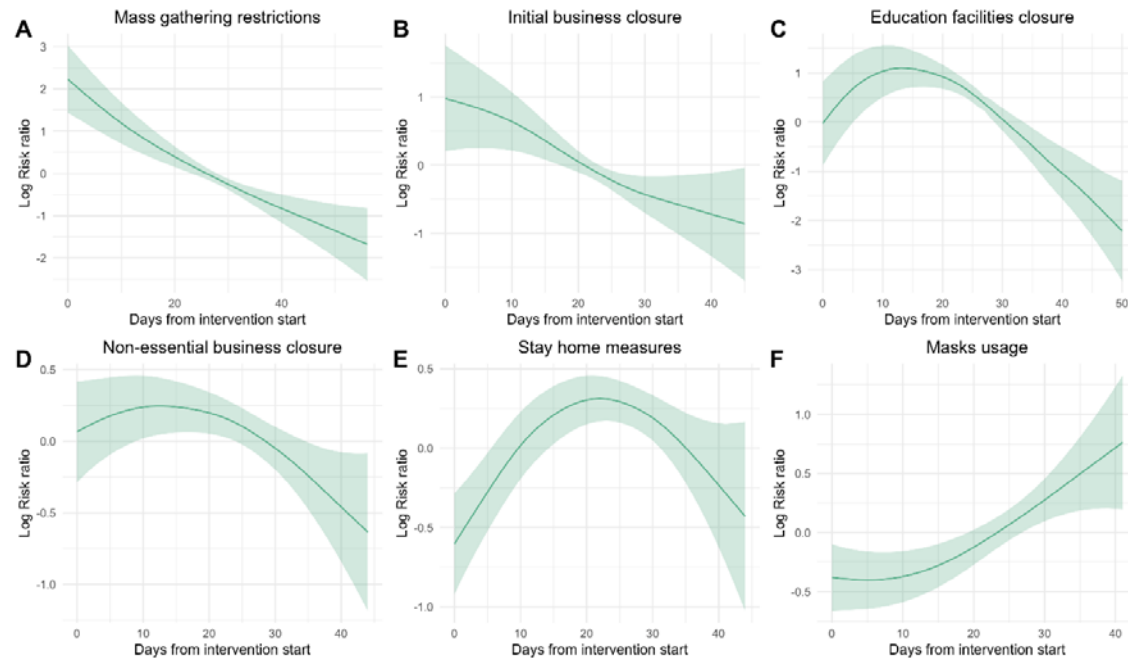 A Mass gathering restrictions
3
2
1
0
-1
-2
Log Risk ratio
0 20 40
Days from intervention start
B Initial business closure
1
0
-1
Log Risk ratio
0 10 20 30 40
Days from intervention start
C Education facilities closure
1
0
-1
-2
-3
Log Risk ratio
0 10 20 30 40 50
Days from intervention start
D Non-essential business closure
0.5
0.0
-0.5
-1.0
Log Risk ratio
0 10 20 30 40
Days from intervention start
E Stay home measures
0.5
0.0
-0.5
-1.0
Log Risk ratio
0 10 20 30 40
Days from intervention start
F Masks usage
1.0
0.5
0.0
-0.5
Log Risk ratio
0 10 20 30 40
Days from intervention start